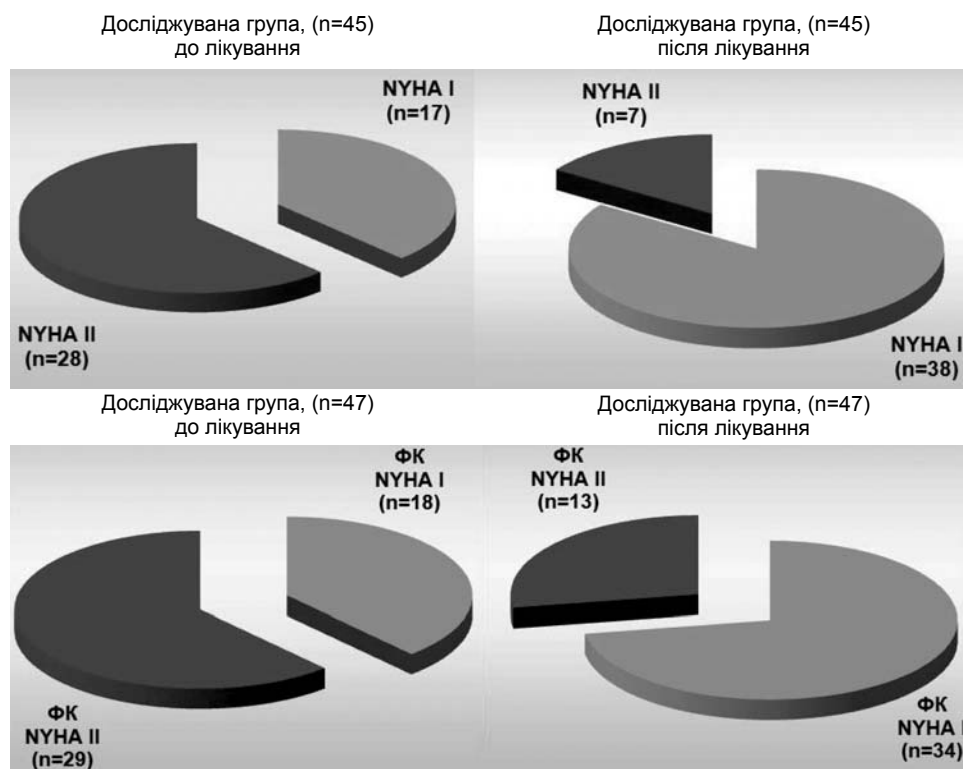 Досліджувана група, (n=45)
до лікування
Досліджувана група, (n=45)
після лікування
NYHA I
(n=17)
NYHA II
(n=28)
NYHA II
(n=7)
NYHA I
(n=38)
Досліджувана група, (n=47)
до лікування
Досліджувана група, (n=47)
після лікування
ФК
NYHA I
(n=18)
ФК
NYHA II
(n=29)
ФК
NYHA II
(n=13)
ФК
NYHA I
(n=34)